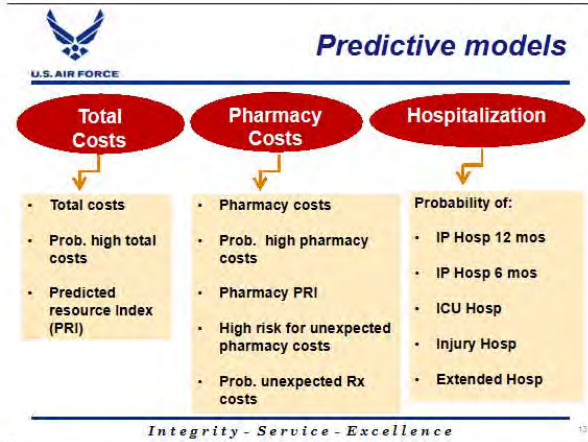 Predictive models
U.S. AIR FORCE
Total
Costs
Pharmacy
Costs
Hospitalization
• Total costs
• Prob. high total
costs
• Predicted
resource Index
(PRI)
• Pharmacy costs
• Prob. high pharmacy
costs
• Pharmacy PRI
• High risk for unexpected
pharmacy costs
• Prob. unexpected Rx
costs
Probability of:
• IP Hosp 12 mos
• IP Hosp 6 mos
• ICU Hosp
• Injury Hosp
• Extended Hosp
Integrity - Service - Excellence